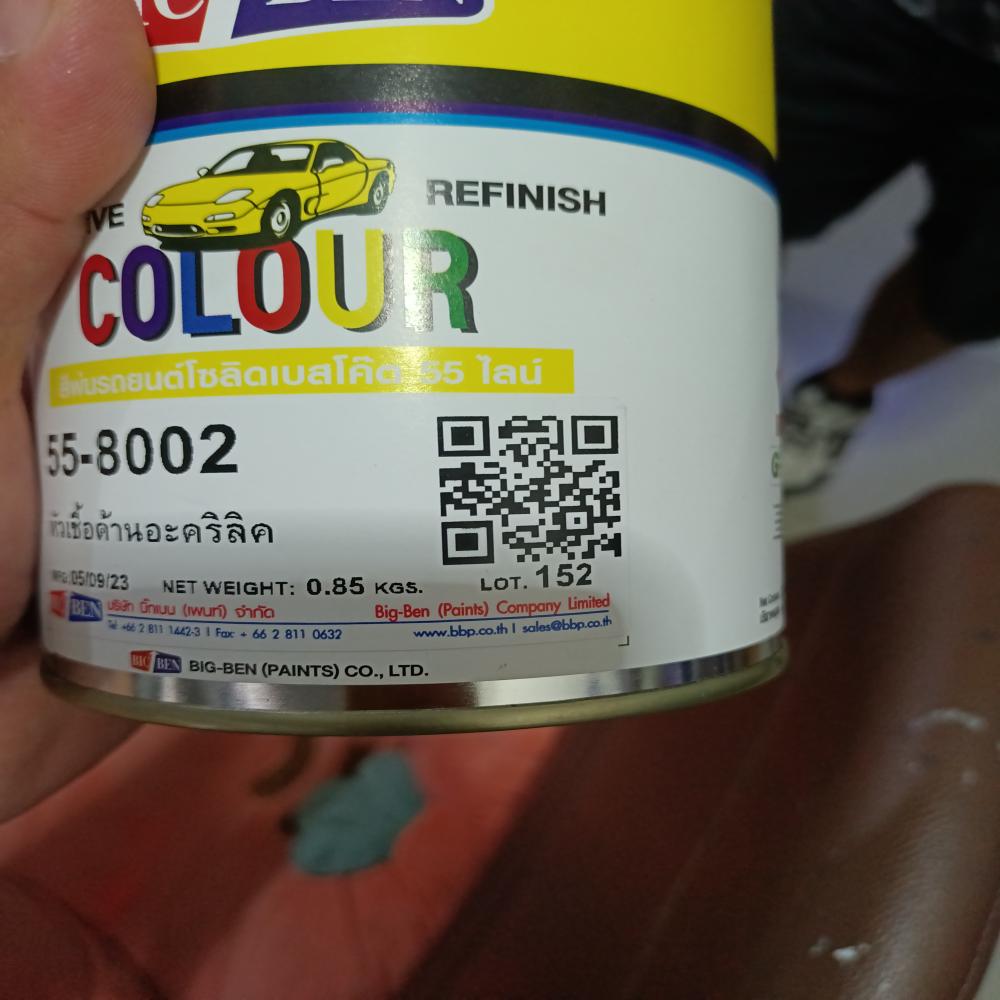 BIG BEN
REFINISH
COLOUR
สีพ่นรถยนต์โซลิดเบสโค๊ต 55 ไลน์
55-8002
หัวเชื้อด้านอะคริลิค
MFG.05/09/23 NET WEIGHT: 0.85 KGS. LOT. 152
BIG BEN บริษัท บิ๊กเบน (เพนท์) จำกัด Big-Ben (Paints) Company Limited
Tel +66 2 811 1442-3 | Fax: + 66 2 811 0632 www.bbp.co.th | sales@bbp.co.th
BIG BEN BIG-BEN (PAINTS) CO., LTD.